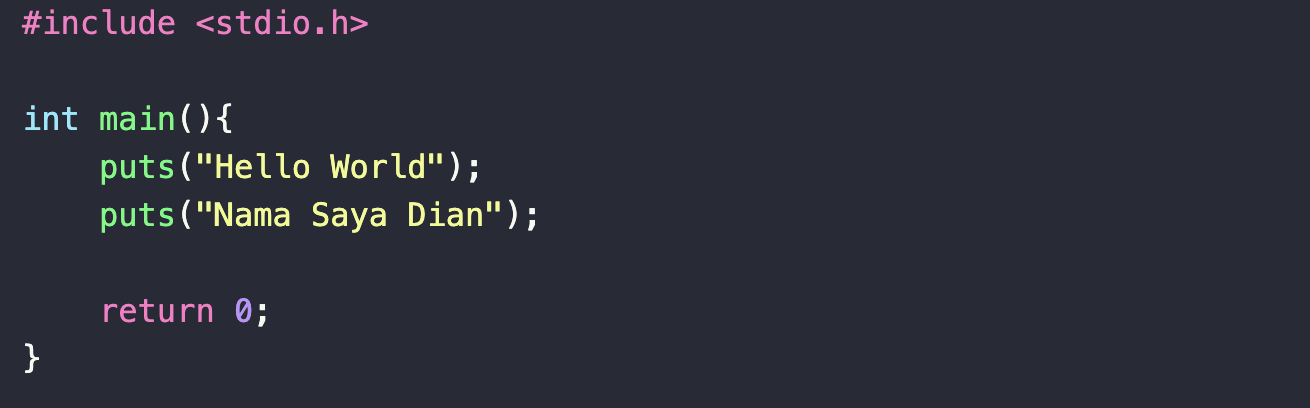 #include <stdio.h>
int main(){
puts("Hello World");
puts("Nama Saya Dian");
return 0;
}